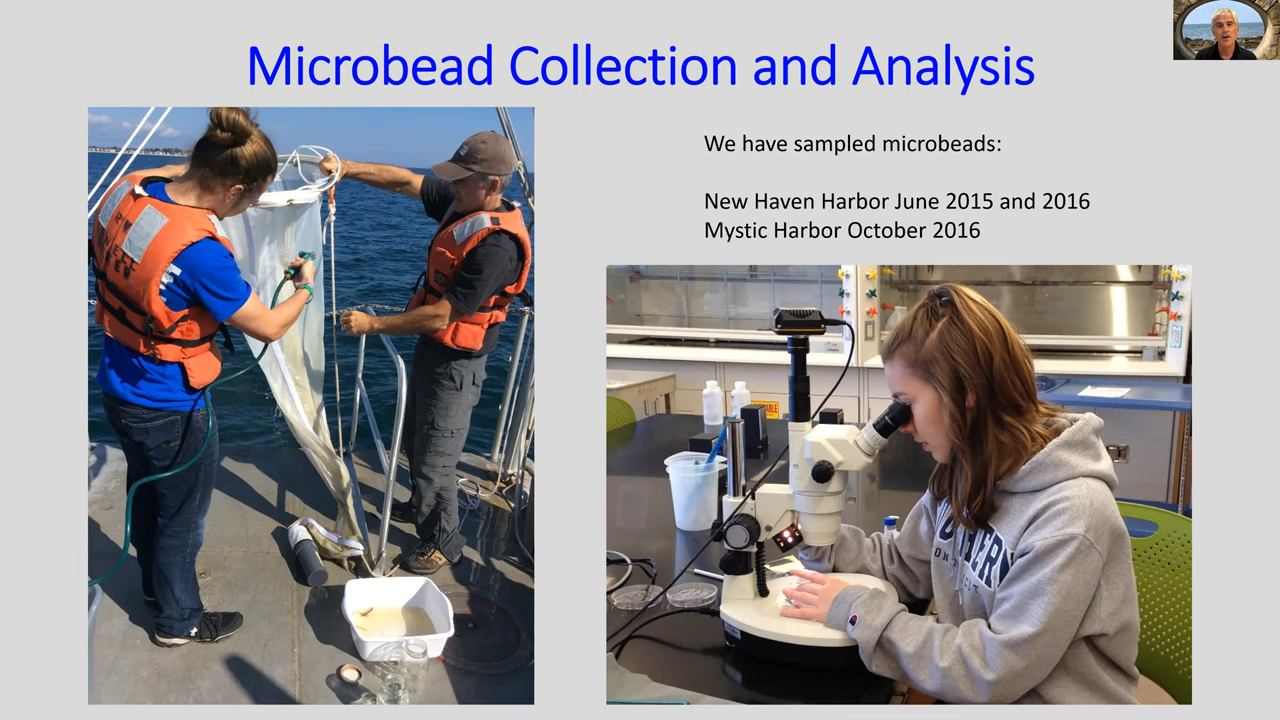 Microbead Collection and Analysis
We have sampled microbeads:
New Haven Harbor June 2015 and 2016
Mystic Harbor October 2016